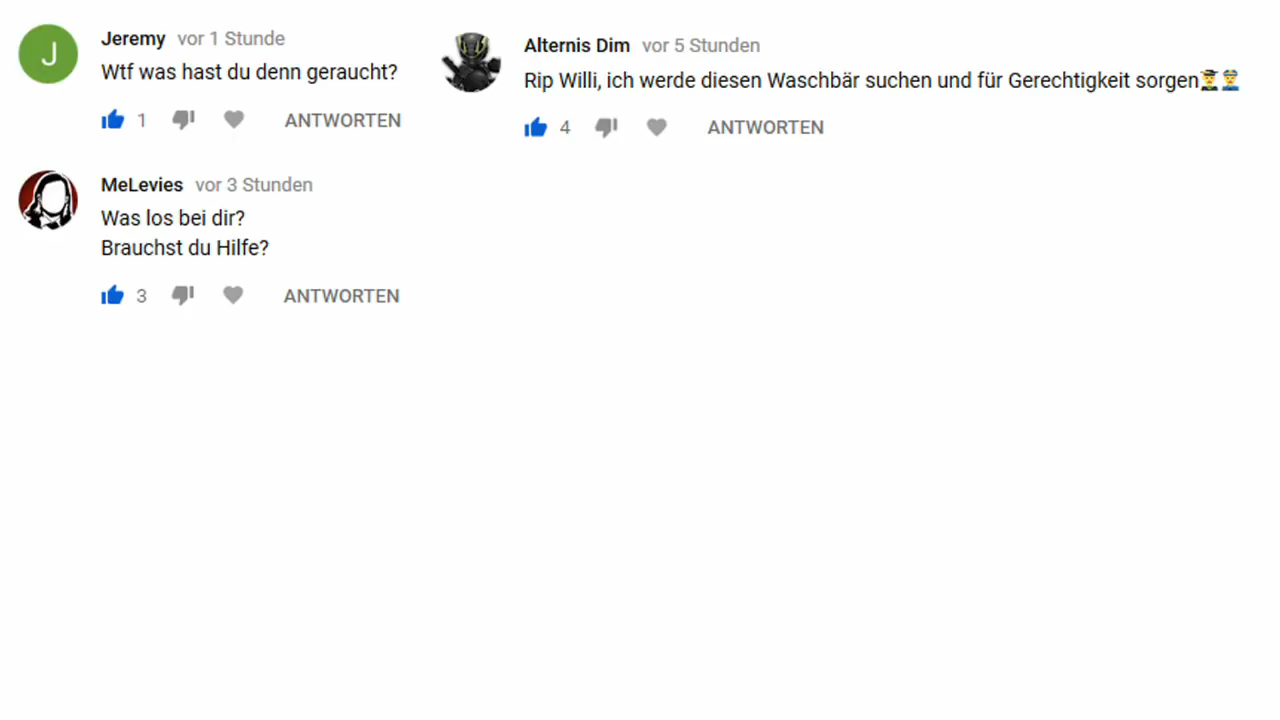 J
Jeremy vor 1 Stunde
Wtf was hast du denn geraucht?
1 ANTWORTEN
MeLevies vor 3 Stunden
Was los bei dir?
Brauchst du Hilfe?
3 ANTWORTEN
Alternis Dim vor 5 Stunden
Rip Willi, ich werde diesen Waschbär suchen und für Gerechtigkeit sorgen👨‍✈️👮‍♂️
4 ANTWORTEN